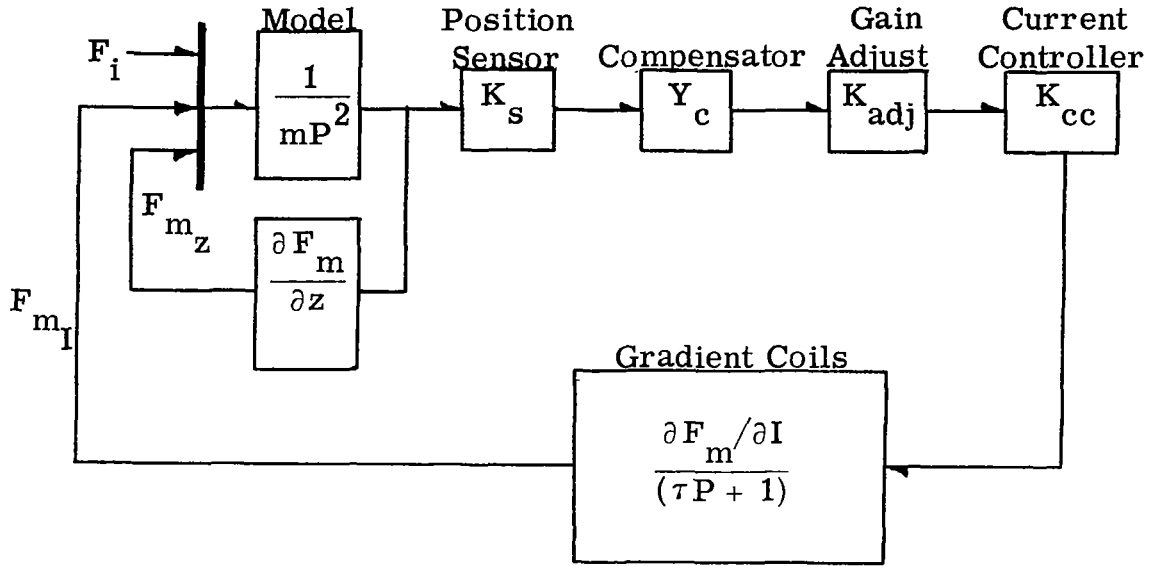 Model
Position
Sensor
Compensator
Gain
Adjust
Current
Controller
F_i
1
mP^2
K_s
Y_c
K_adj
K_cc
F_m_z
∂F_m
∂z
F_m_I
Gradient Coils
∂F_m/∂I
(τP + 1)